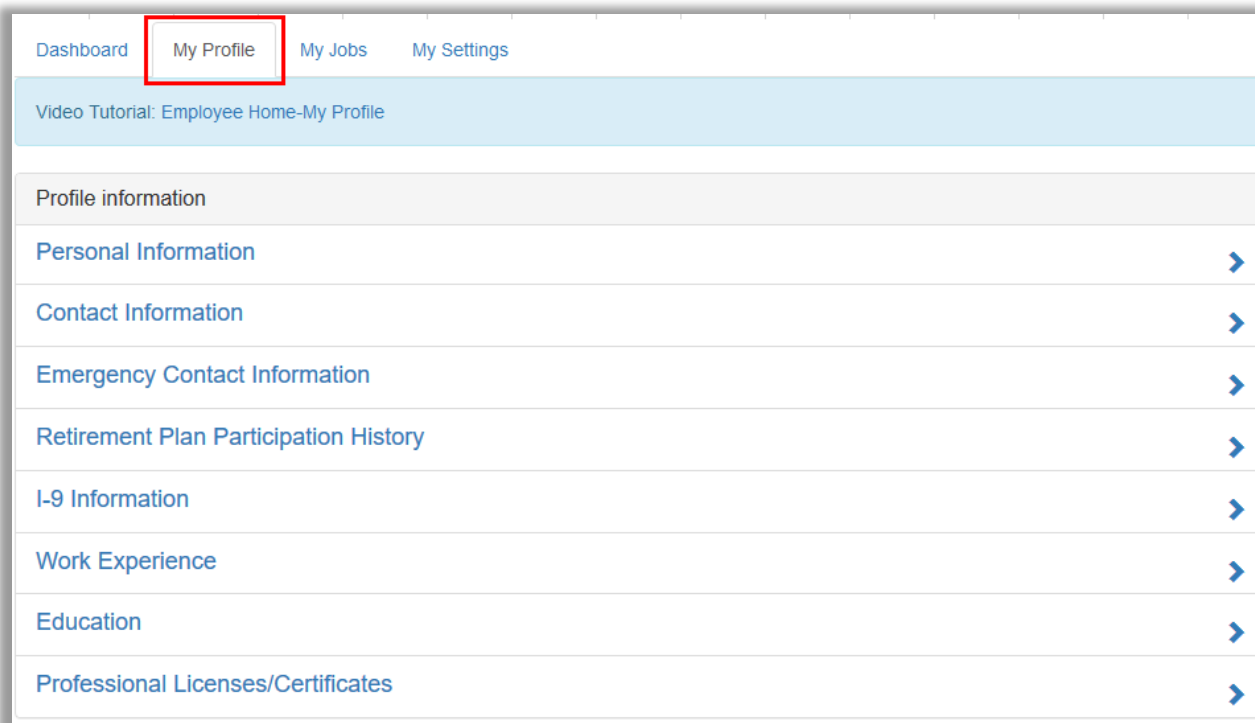 Dashboard My Profile My Jobs My Settings
Video Tutorial: Employee Home-My Profile
Profile information
Personal Information
Contact Information
Emergency Contact Information
Retirement Plan Participation History
I-9 Information
Work Experience
Education
Professional Licenses/Certificates